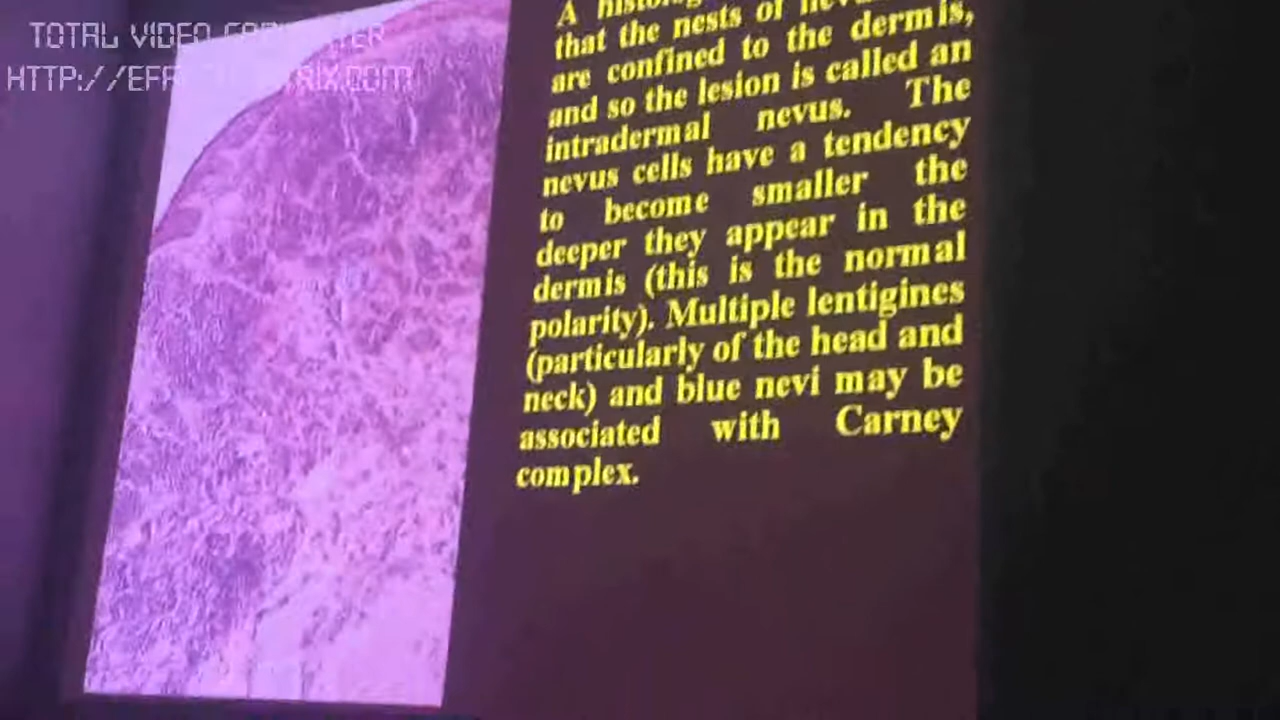 TOTAL VIDEO
HTTP://EFF
A
that the nests of
are confined to the dermis,
and so the lesion is called an
intradermal nevus. The
nevus cells have a tendency
to become smaller the
deeper they appear in the
dermis (this is the normal
polarity). Multiple lentigines
(particularly of the head and
neck) and blue nevi may be
associated with Carney
complex.